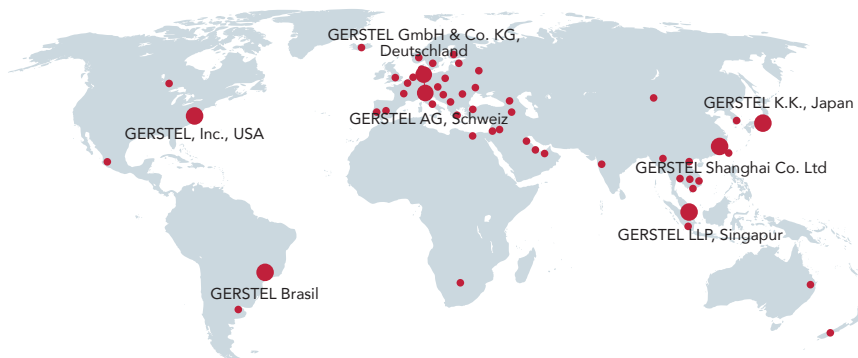 GERSTEL GmbH & Co. KG,
Deutschland
GERSTEL K.K., Japan
GERSTEL, Inc., USA
GERSTEL AG, Schweiz
GERSTEL Shanghai Co. Ltd
GERSTEL LLP, Singapur
GERSTEL Brasil